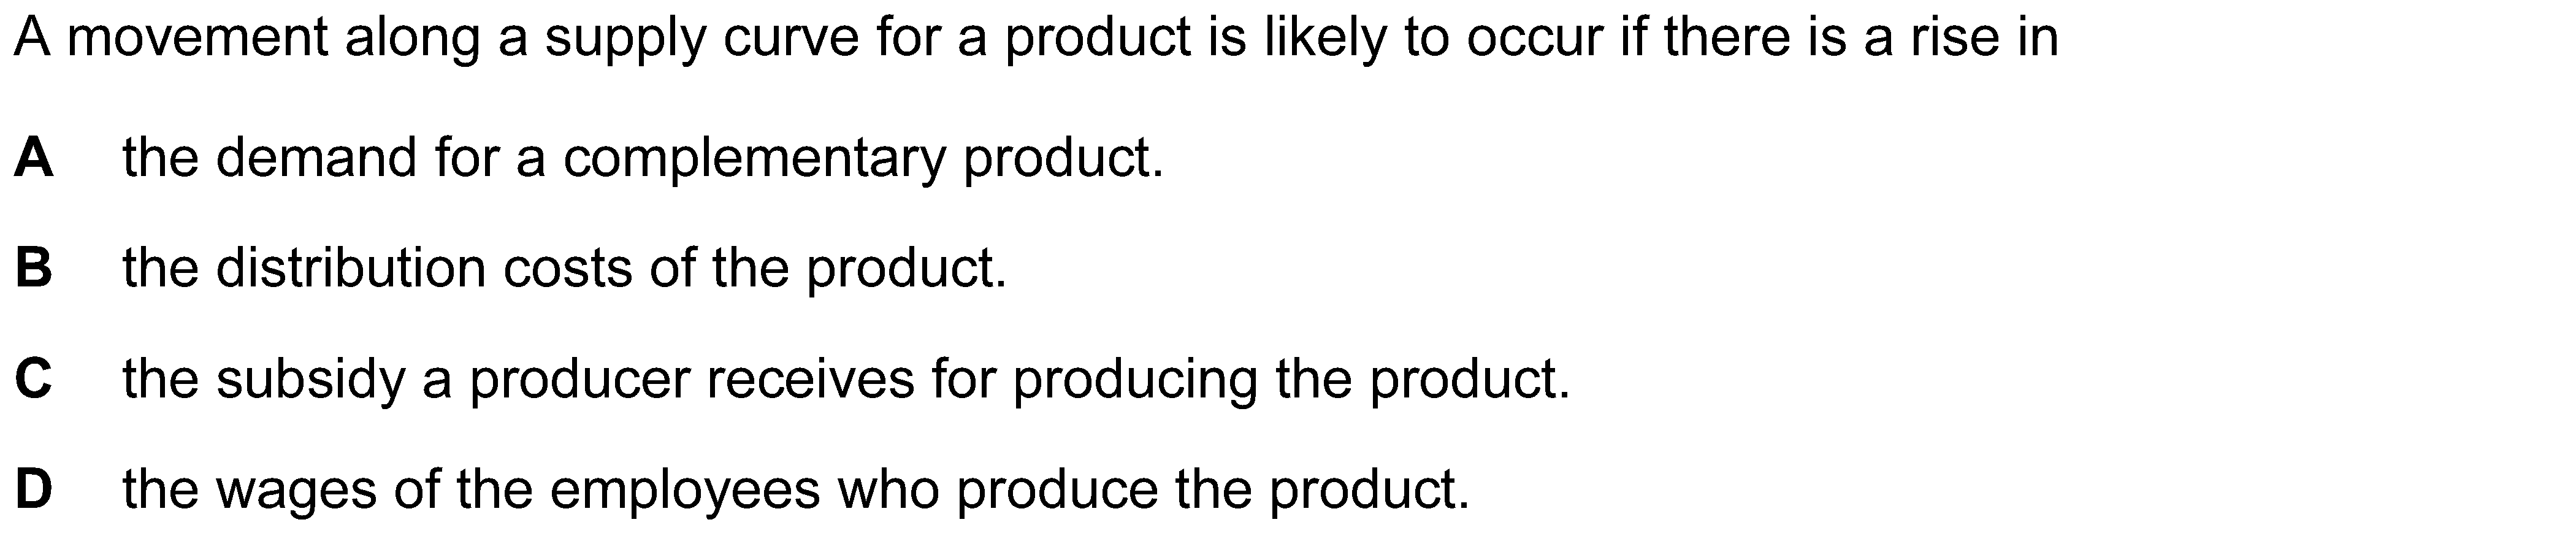 A movement along a supply curve for a product is likely to occur if there is a rise in
A the demand for a complementary product.
B the distribution costs of the product.
C the subsidy a producer receives for producing the product.
D the wages of the employees who produce the product.